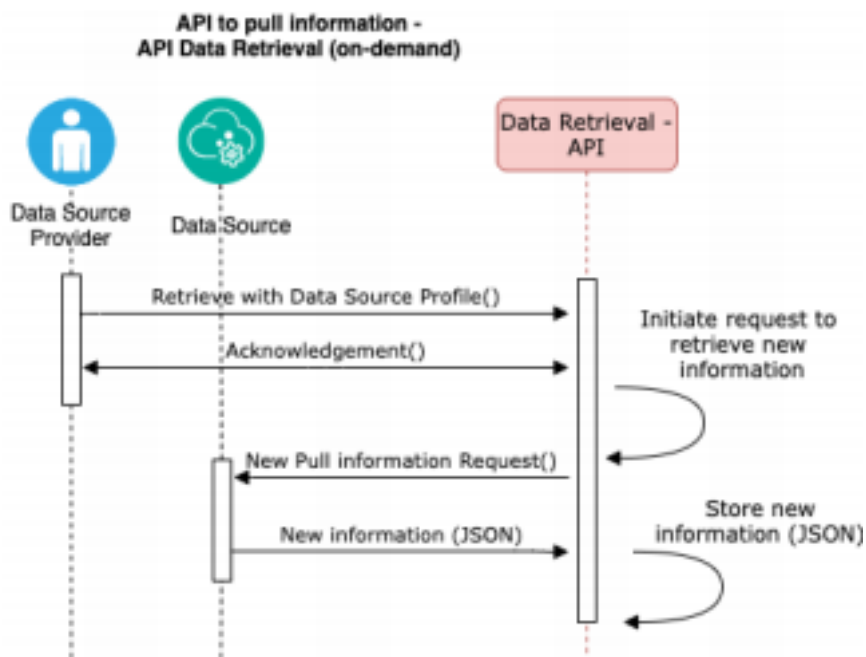 API to pull information -
API Data Retrieval (on-demand)
Data Retrieval -
API
Data Source
Provider
Data Source
Retrieve with Data Source Profile()
Initiate request to
retrieve new
information
Acknowledgement()
New Pull information Request()
Store new
information (JSON)
New information (JSON)